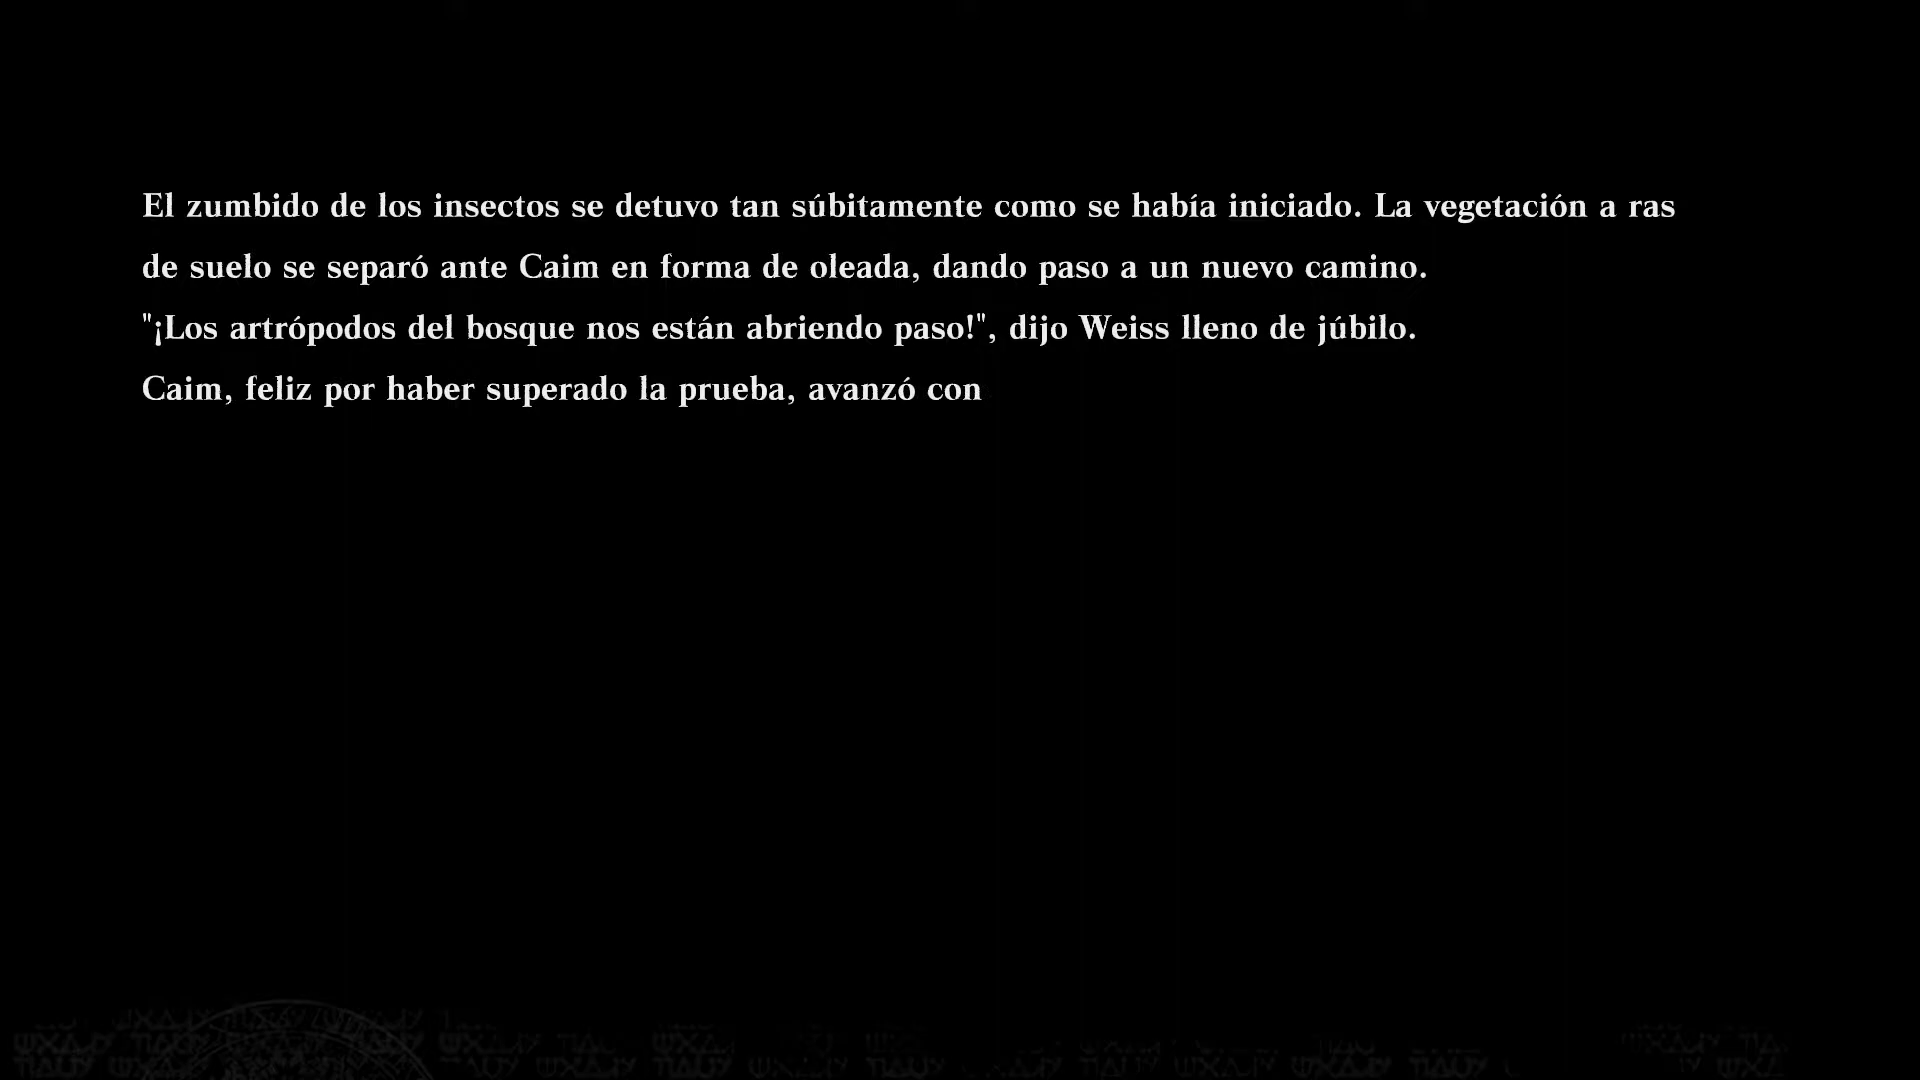 El zumbido de los insectos se detuvo tan súbitamente como se había iniciado. La vegetación a ras
de suelo se separó ante Caim en forma de oleada, dando paso a un nuevo camino.
"¡Los artrópodos del bosque nos están abriendo paso!", dijo Weiss lleno de júbilo.
Caim, feliz por haber superado la prueba, avanzó con